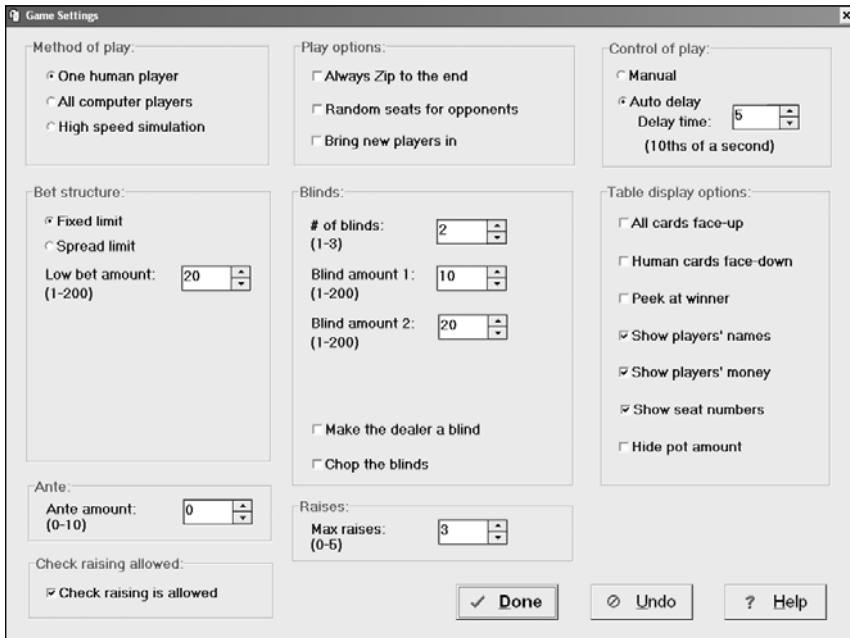 Game Settings
Method of play:
One human player
All computer players
High speed simulation
Play options:
Always Zip to the end
Random seats for opponents
Bring new players in
Control of play:
Manual
Auto delay
Delay time: 5
(10ths of a second)
Bet structure:
Fixed limit
Spread limit
Low bet amount: 20
(1-200)
Blinds:
# of blinds: 2
(1-3)
Blind amount 1: 10
(1-200)
Blind amount 2: 20
(1-200)
Make the dealer a blind
Chop the blinds
Table display options:
All cards face-up
Human cards face-down
Peek at winner
Show players' names
Show players' money
Show seat numbers
Hide pot amount
Ante:
Ante amount: 0
(0-10)
Raises:
Max raises: 3
(0-5)
Check raising allowed:
Check raising is allowed
Done
Undo
? Help